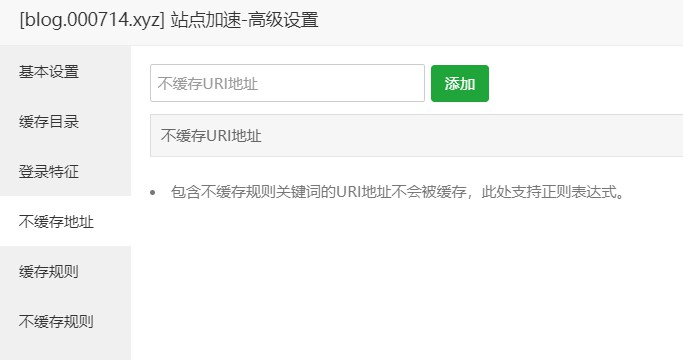 [blog.000714.xyz] 站点加速-高级设置
基本设置
缓存目录
登录特征
不缓存地址
缓存规则
不缓存规则
不缓存URI地址 添加
不缓存URI地址
包含不缓存规则关键词的URI地址不会被缓存，此处支持正则表达式。